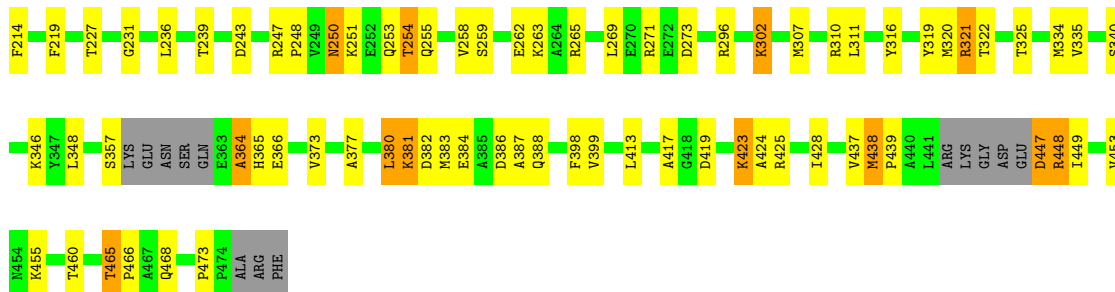 F214 F219 T227 G231 L236 T239 D243 R247 P248 V249 N250 K251 E252 Q253 T254 Q255 V258 S259 E262 K263 A264 R265 L269 E270 R271 E272 D273 R296 K302 M307 R310 L311 Y316 Y319 M320 R321 T322 T325 M334 V335
K346 Y347 L348 S357 LYS GLU ASN SER GLN E363 A364 H365 E366 V373 A377 L380 K381 D382 M383 E384 A385 D386 A387 Q388 F398 V399 L413 A417 G418 D419 K423 A424 R425 I428 V437 M438 P439 A440 L441 ARG LYS GLY ASP GLU D447 R448 I449
N454 K455 T460 T465 P466 A467 Q468 P473 P474 ALA ARG PHE